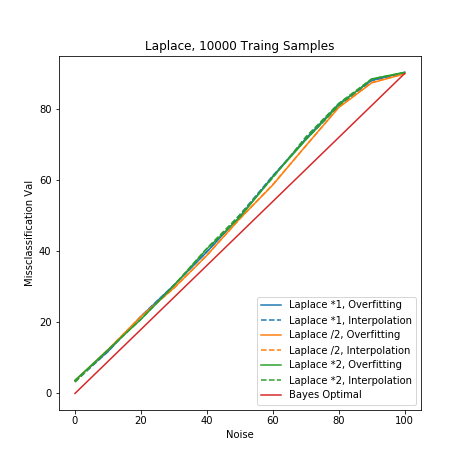 Laplace, 10000 Traing Samples
Missclassification Val
80
60
40
20
0
0 20 40 60 80 100
Noise
Laplace *1, Overfitting
Laplace *1, Interpolation
Laplace /2, Overfitting
Laplace /2, Interpolation
Laplace *2, Overfitting
Laplace *2, Interpolation
Bayes Optimal